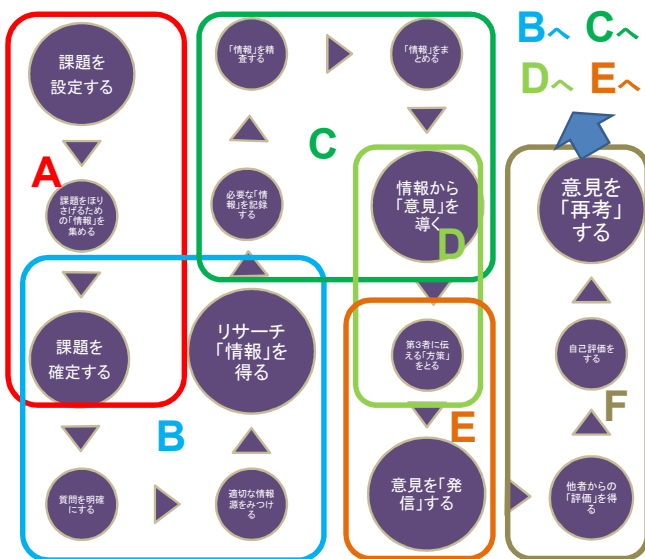 課題を
設定する
A
課題をほり
さげるため
の「情報」を
集める
課題を
確定する
B
質問を明確
にする
適切な情報
源をみつけ
る
リサーチ
「情報」を
得る
必要な「情
報」を記録
する
「情報」を精
査する
C
「情報」をま
とめる
情報から
「意見」を
導く
D
第3者に伝
える「方策」
をとる
E
意見を「発
信」する
他者からの
「評価」を得
る
F
自己評価を
する
意見を
「再考」
する
Bへ Cへ
Dへ Eへ